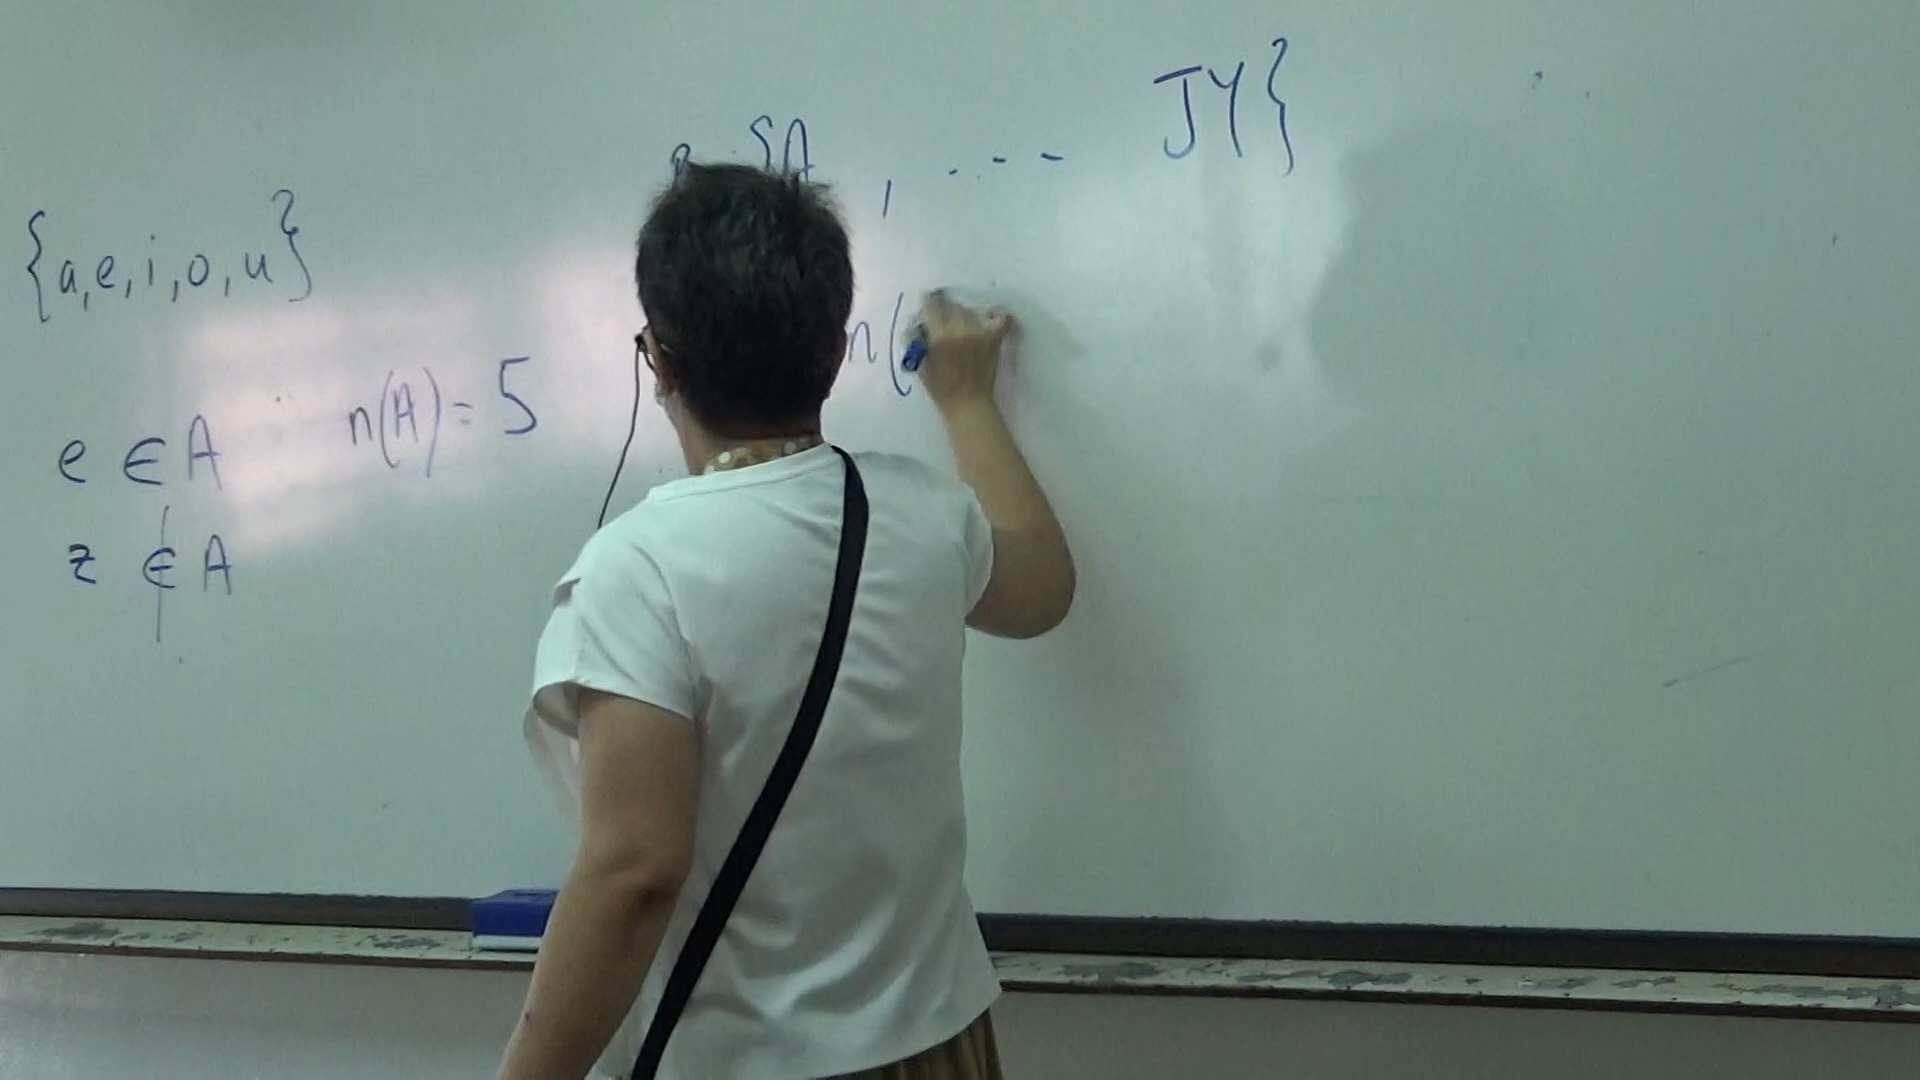 {a,e,i,o,u}
e ∈ A
n(A) = 5
z ∉ A
{A, ---- JY}
n(